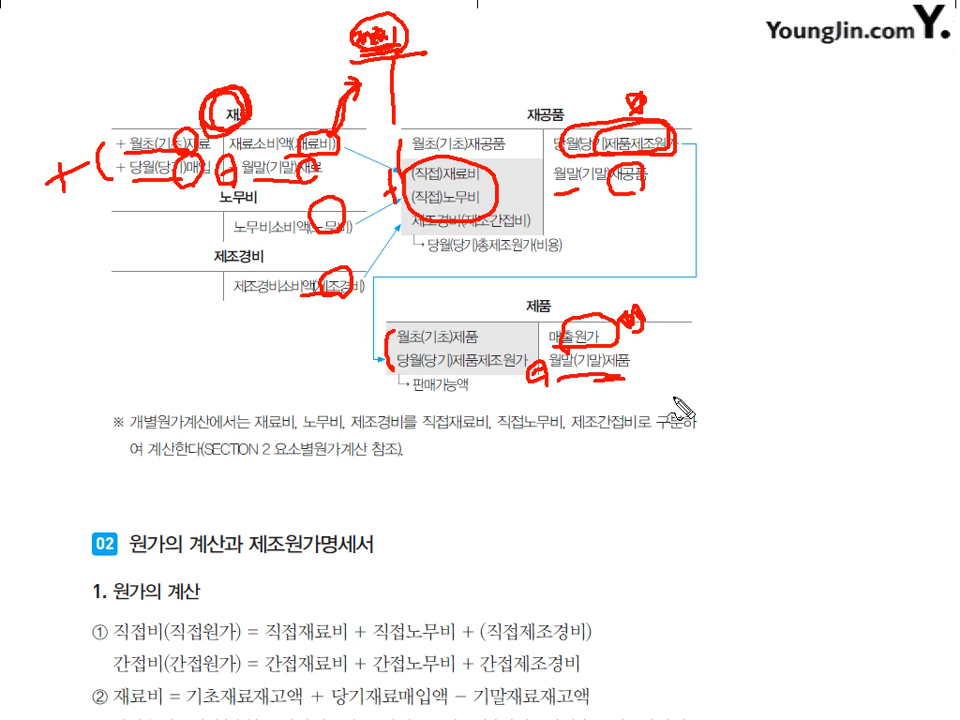 YoungJin.com Y.
재료
+ 월초(기초)재료 재료소비액(재료비)
+ 당월(당기)매입 월말(기말)재료
노무비
노무비소비액(노무비)
제조경비
제조경비소비액(제조경비)
재공품
월초(기초)재공품 당월(당기)제품제조원가
(직접)재료비 월말(기말)재공품
(직접)노무비
제조경비(제조간접비)
당월(당기)총제조원가(비용)
제품
월초(기초)제품 매출원가
당월(당기)제품제조원가 월말(기말)제품
판매가능액
※ 개별원가계산에서는 재료비, 노무비, 제조경비를 직접재료비, 직접노무비, 제조간접비로 구분하
여 계산한다(SECTION 2 요소별원가계산 참조).
02 원가의 계산과 제조원가명세서
1. 원가의 계산
① 직접비(직접원가) = 직접재료비 + 직접노무비 + (직접제조경비)
간접비(간접원가) = 간접재료비 + 간접노무비 + 간접제조경비
② 재료비 = 기초재료재고액 + 당기재료매입액 − 기말재료재고액